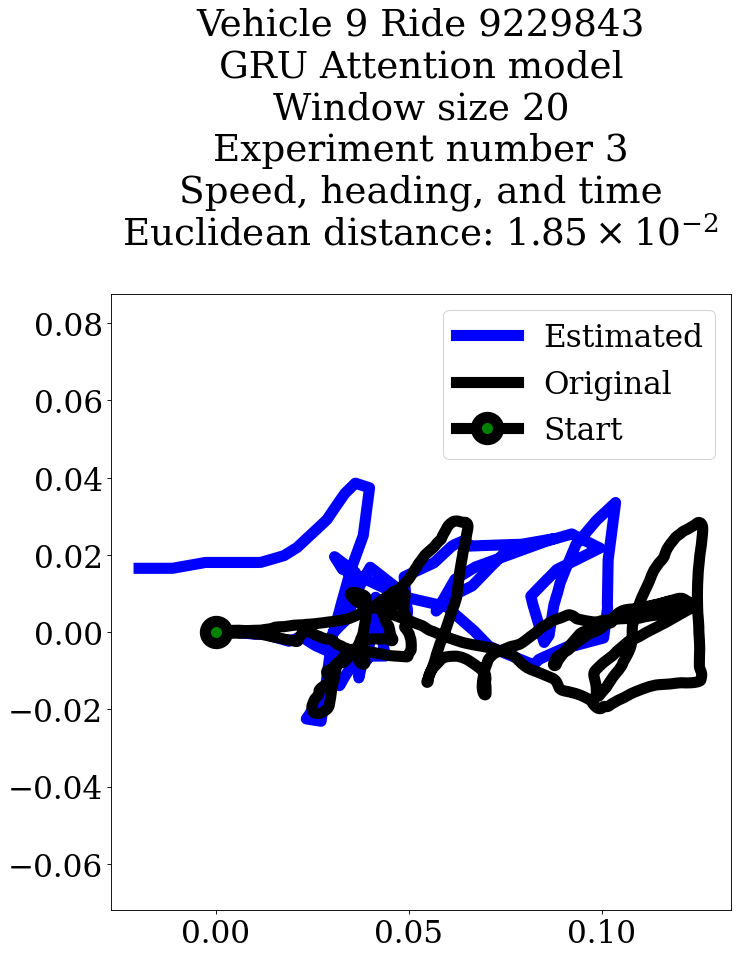 Vehicle 9 Ride 9229843
GRU Attention model
Window size 20
Experiment number 3
Speed, heading, and time
Euclidean distance: 1.85 × 10⁻²
Estimated
Original
Start
0.08
0.06
0.04
0.02
0.00
−0.02
−0.04
−0.06
0.00 0.05 0.10